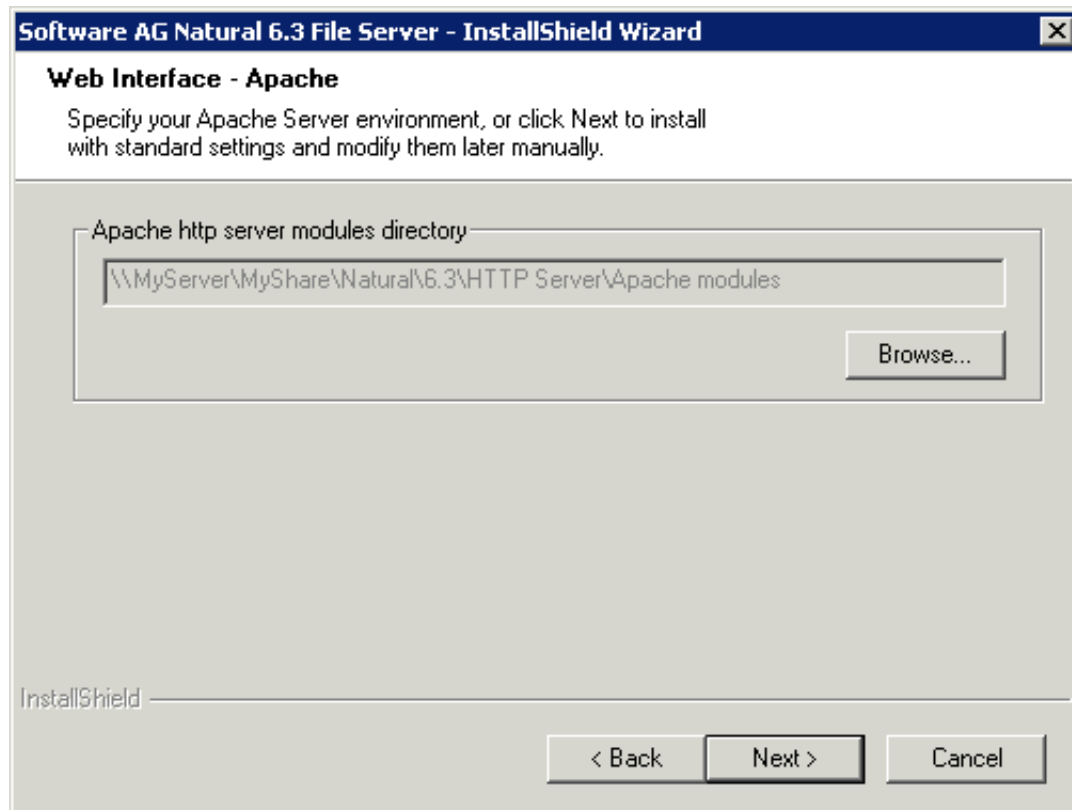 Software AG Natural 6.3 File Server - InstallShield Wizard
Web Interface - Apache
Specify your Apache Server environment, or click Next to install
with standard settings and modify them later manually.
Apache http server modules directory
\\MyServer\MyShare\Natural\6.3\HTTP Server\Apache modules
Browse...
InstallShield
< Back
Next >
Cancel